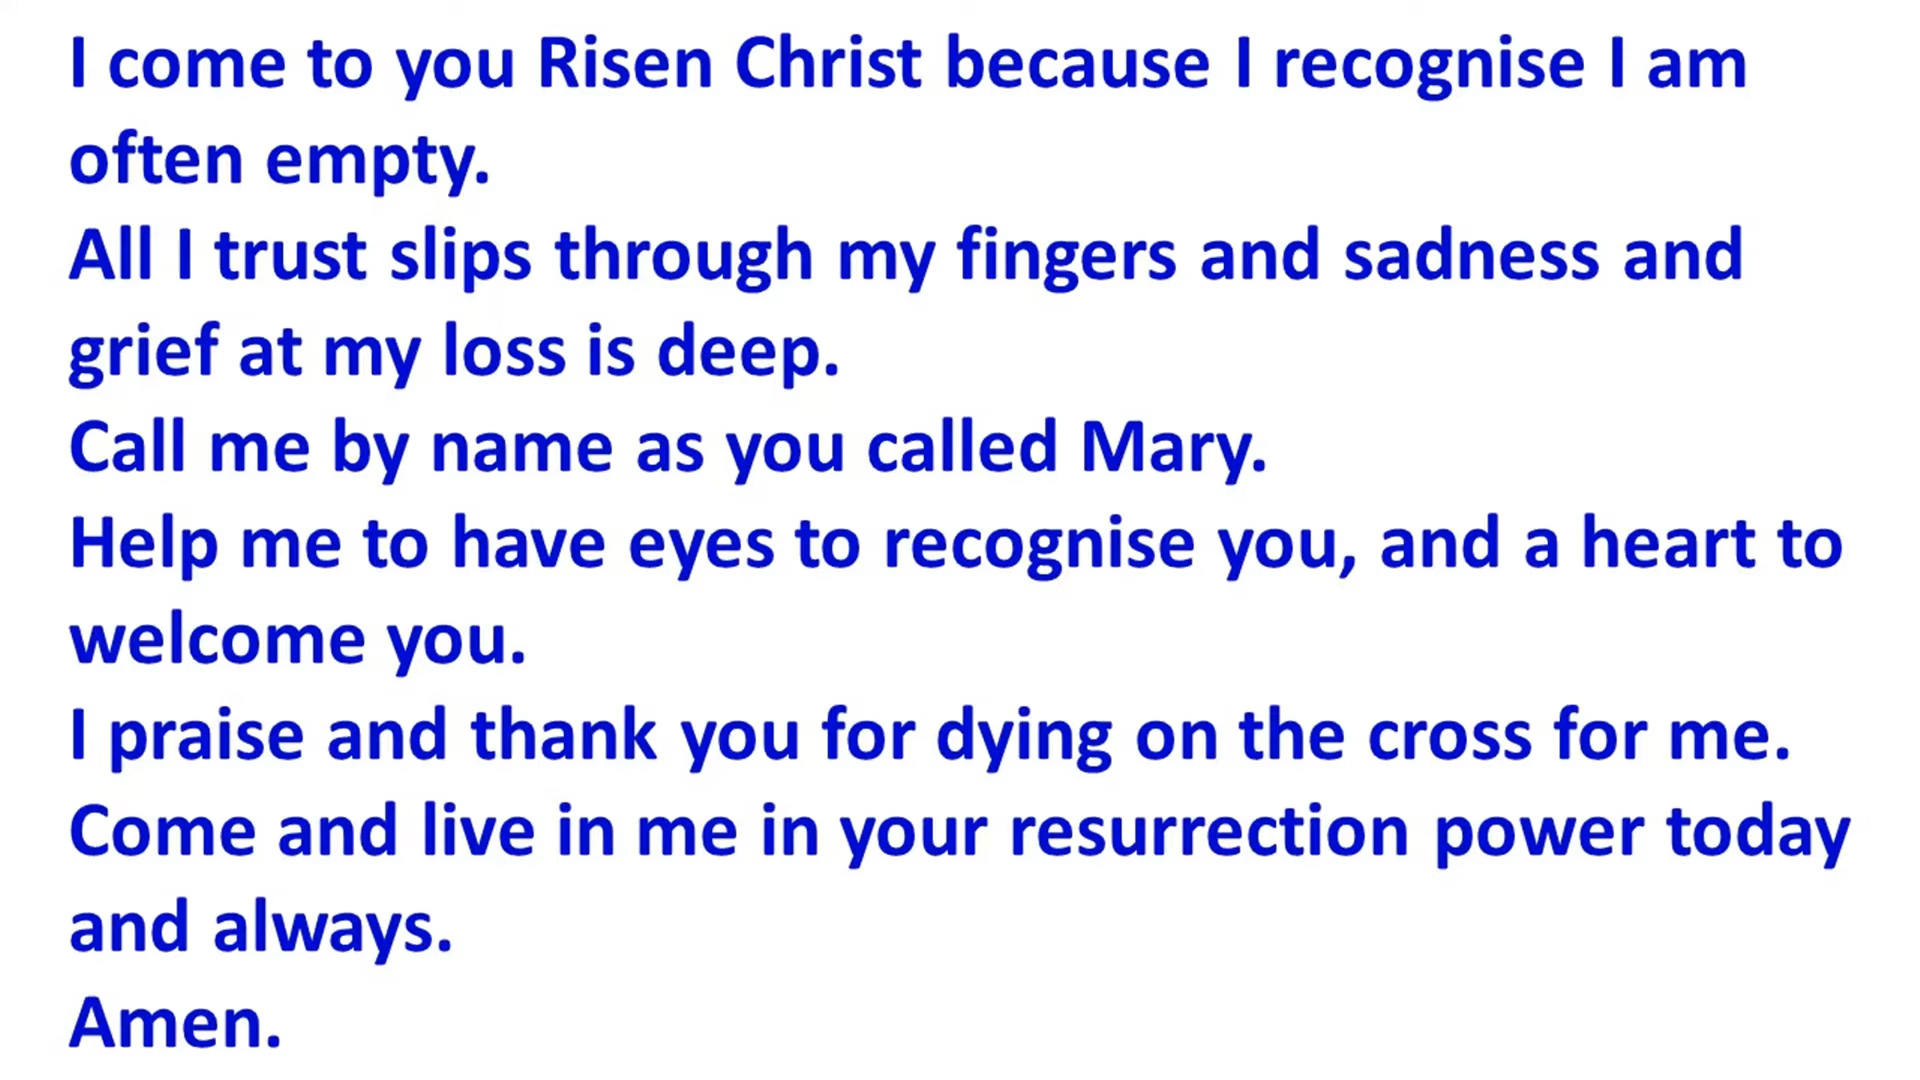 I come to you Risen Christ because I recognise I am
often empty.
All I trust slips through my fingers and sadness and
grief at my loss is deep.
Call me by name as you called Mary.
Help me to have eyes to recognise you, and a heart to
welcome you.
I praise and thank you for dying on the cross for me.
Come and live in me in your resurrection power today
and always.
Amen.